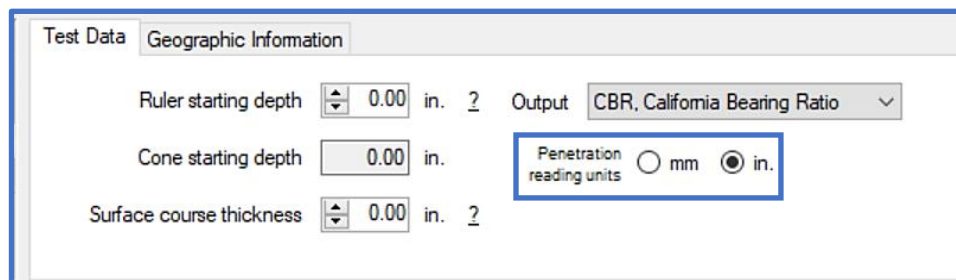 Test Data Geographic Information
Ruler starting depth 0.00 in. ? Output CBR, California Bearing Ratio
Cone starting depth 0.00 in. Penetration reading units mm in.
Surface course thickness 0.00 in. ?